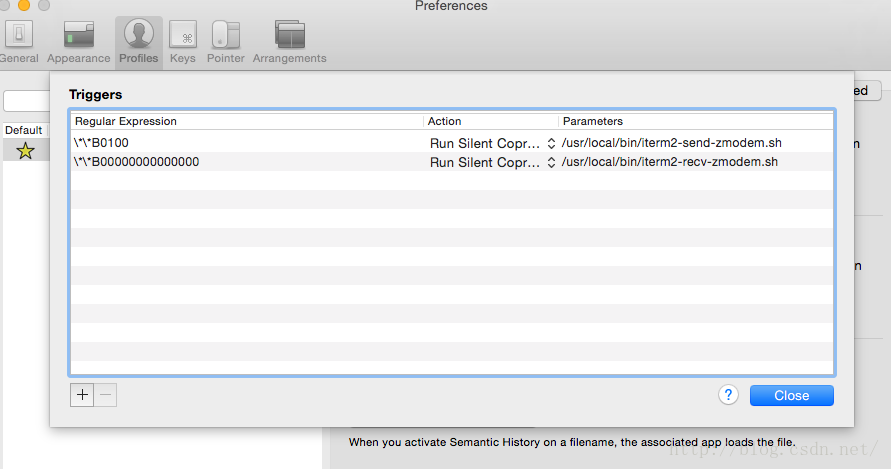 Preferences
General Appearance Profiles Keys Pointer Arrangements
ed
Triggers
Default
Regular Expression Action Parameters
\*\*B0100 Run Silent Copr... /usr/local/bin/iterm2-send-zmodem.sh
\*\*B00000000000000 Run Silent Copr... /usr/local/bin/iterm2-recv-zmodem.sh
n
n
+ − ? Close
When you activate Semantic History on a filename, the associated app loads the file.
http://blog.csdn.net/